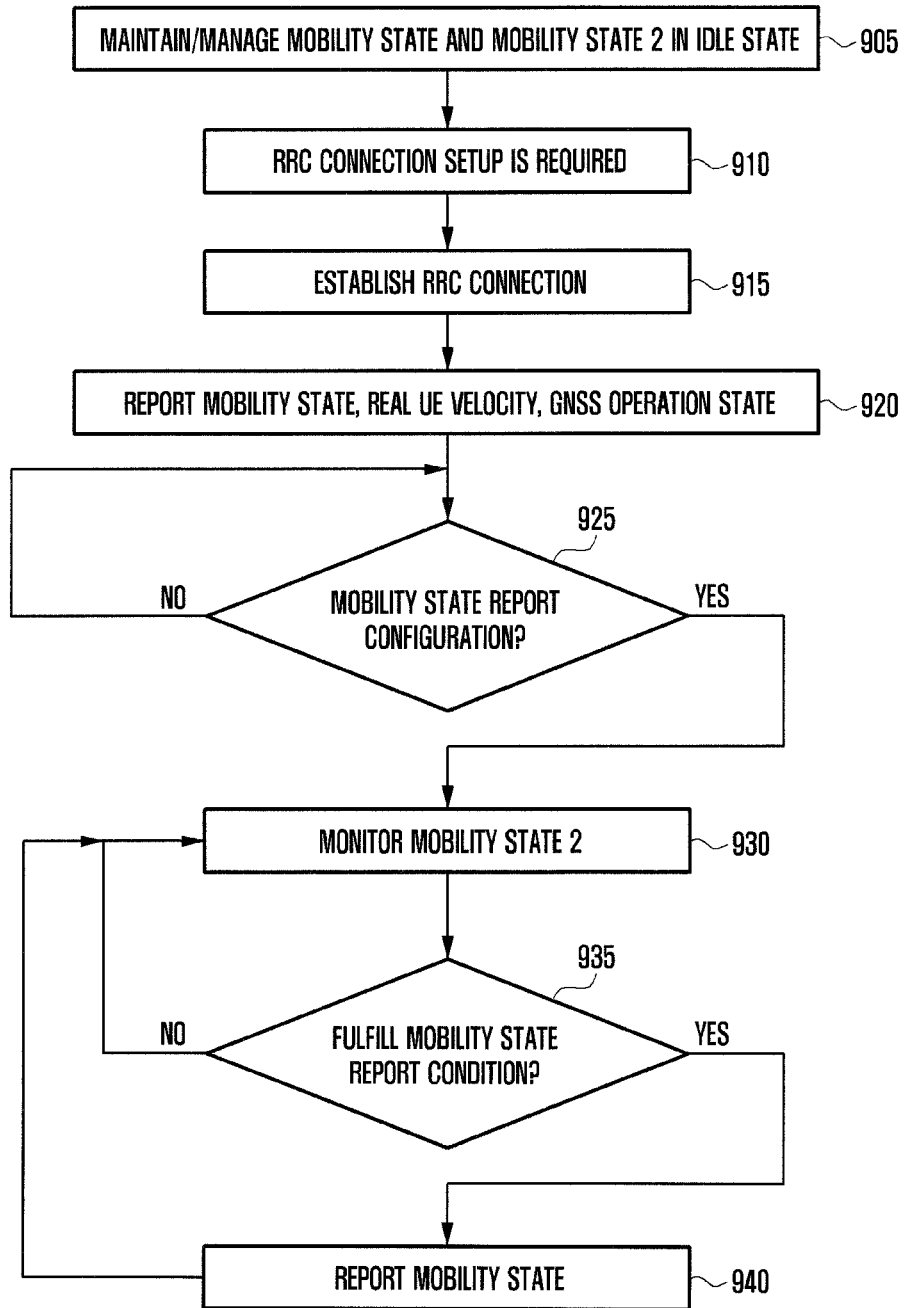 MAINTAIN/MANAGE MOBILITY STATE AND MOBILITY STATE 2 IN IDLE STATE
905
RRC CONNECTION SETUP IS REQUIRED
910
ESTABLISH RRC CONNECTION
915
REPORT MOBILITY STATE, REAL UE VELOCITY, GNSS OPERATION STATE
920
925
NO
YES
MOBILITY STATE REPORT
CONFIGURATION?
MONITOR MOBILITY STATE 2
930
935
NO
YES
FULFILL MOBILITY STATE
REPORT CONDITION?
REPORT MOBILITY STATE
940